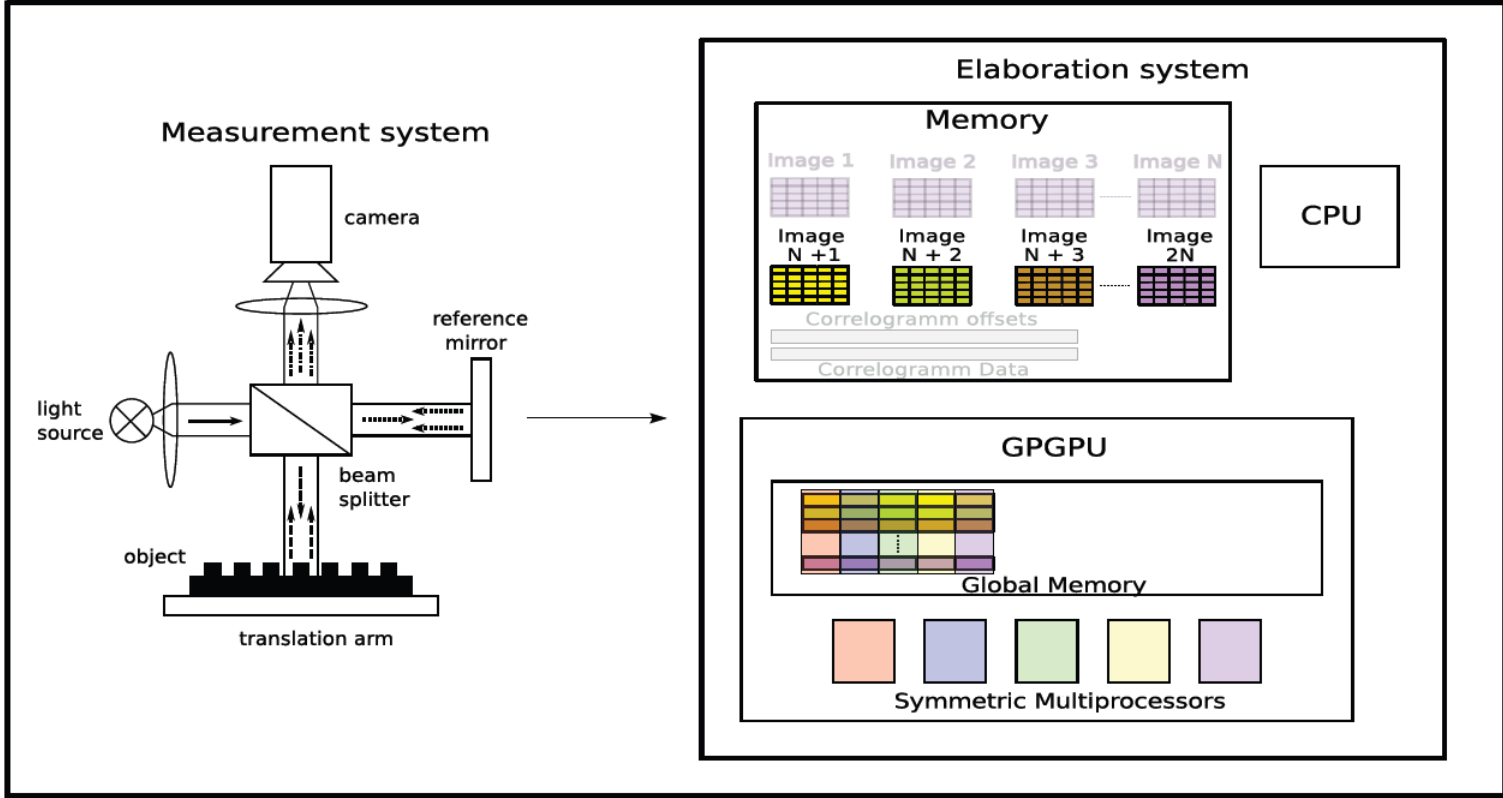 Measurement system
camera
reference
mirror
light
source
beam
splitter
object
translation arm
Elaboration system
Memory
Image 1 Image 2 Image 3 Image N
Image Image Image Image
N +1 N + 2 N + 3 2N
Correlogramm offsets
Correlogramm Data
CPU
GPGPU
Global Memory
Symmetric Multiprocessors